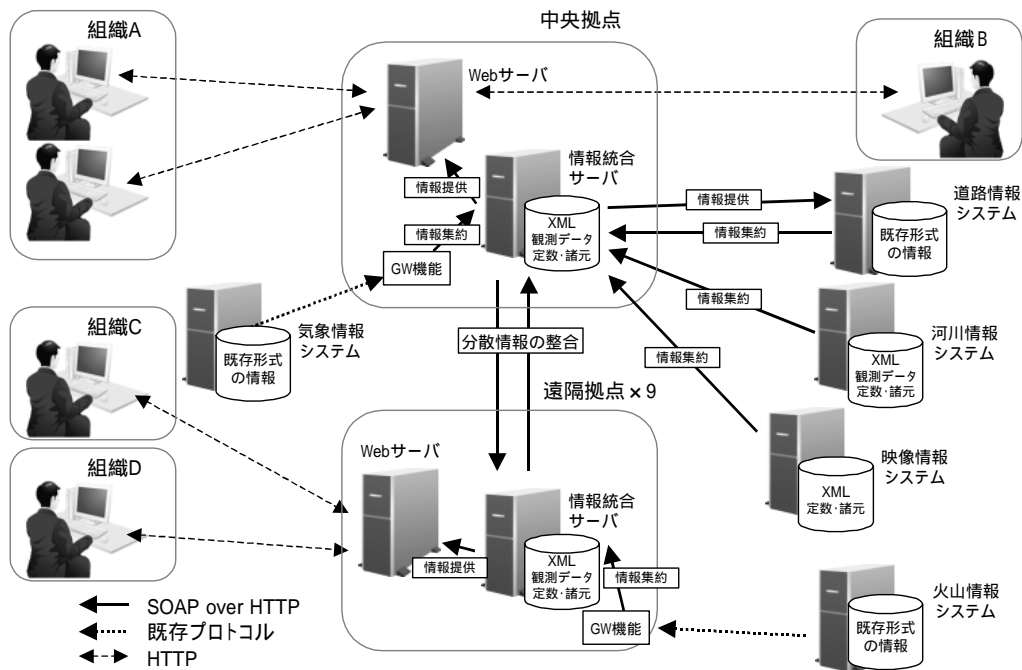 組織A
中央拠点
組織B
Webサーバ
情報統合
サーバ
情報提供
情報集約
XML
観測データ
定数・諸元
GW機能
情報提供
情報集約
道路情報
システム
既存形式
の情報
情報集約
河川情報
システム
XML
観測データ
定数・諸元
情報集約
映像情報
システム
XML
定数・諸元
気象情報
システム
既存形式
の情報
分散情報の整合
組織C
組織D
遠隔拠点×9
Webサーバ
情報統合
サーバ
情報提供
XML
観測データ
定数・諸元
情報集約
GW機能
火山情報
システム
既存形式
の情報
SOAP over HTTP
既存プロトコル
HTTP